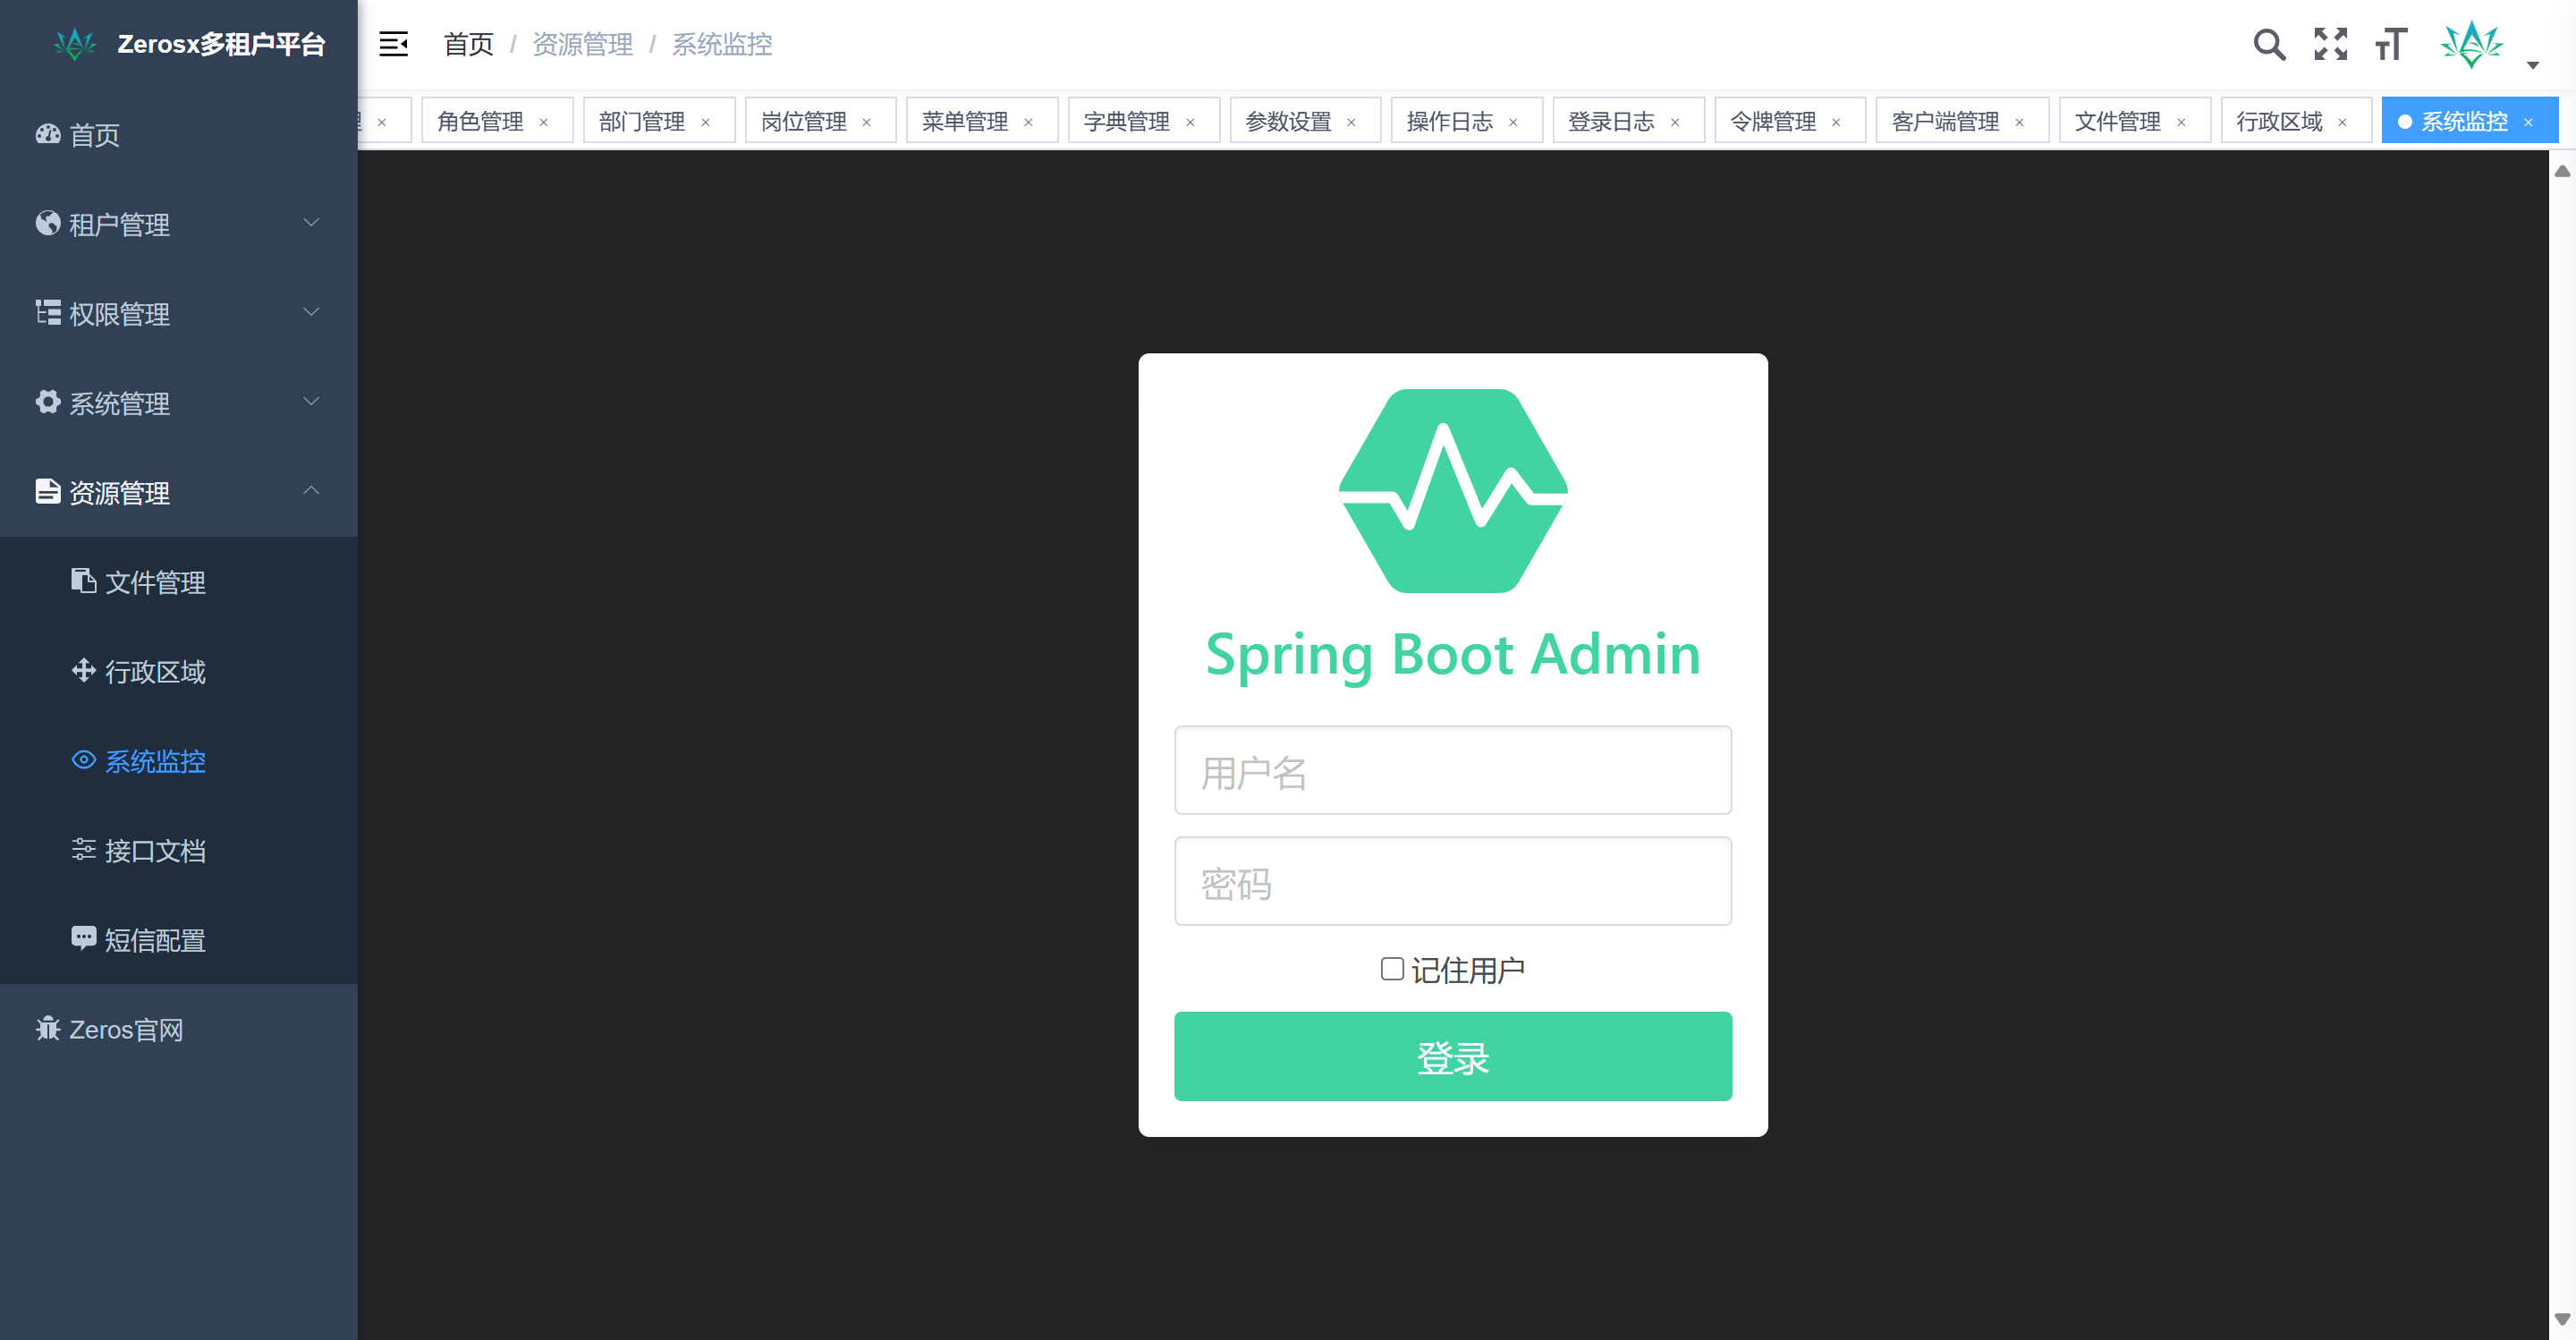 Zerosx多租户平台
首页
租户管理
权限管理
系统管理
资源管理
文件管理
行政区域
系统监控
接口文档
短信配置
Zeros官网
首页 / 资源管理 / 系统监控
角色管理 × 部门管理 × 岗位管理 × 菜单管理 × 字典管理 × 参数设置 × 操作日志 × 登录日志 × 令牌管理 × 客户端管理 × 文件管理 × 行政区域 × 系统监控 ×
Spring Boot Admin
用户名
密码
记住用户
登录